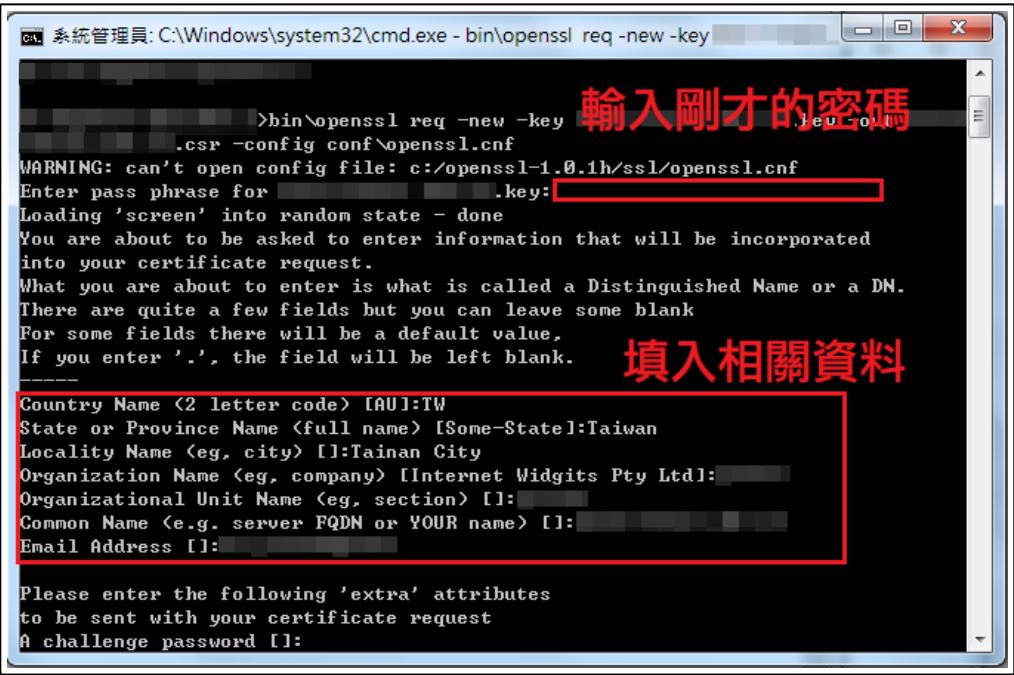 系統管理員: C:\Windows\system32\cmd.exe - bin\openssl req -new -key
輸入剛才的密碼
>bin\openssl req -new -key .key -out
.csr -config conf\openssl.cnf
WARNING: can't open config file: c:/openssl-1.0.1h/ssl/openssl.cnf
Enter pass phrase for .key:
Loading 'screen' into random state - done
You are about to be asked to enter information that will be incorporated
into your certificate request.
What you are about to enter is what is called a Distinguished Name or a DN.
There are quite a few fields but you can leave some blank
For some fields there will be a default value,
If you enter '.', the field will be left blank.
填入相關資料
-----
Country Name (2 letter code) [AU]:TW
State or Province Name (full name) [Some-State]:Taiwan
Locality Name (eg, city) []:Tainan City
Organization Name (eg, company) [Internet Widgits Pty Ltd]:
Organizational Unit Name (eg, section) []:
Common Name (e.g. server FQDN or YOUR name) []:
Email Address []:
Please enter the following 'extra' attributes
to be sent with your certificate request
A challenge password []: